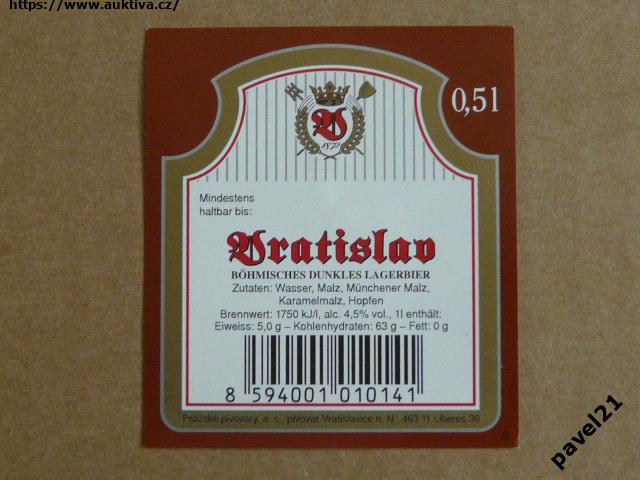 https://www.auktiva.cz/
0,5l
V
1872
Mindestens
haltbar bis:
Vratislav
BÖHMISCHES DUNKLES LAGERBIER
Zutaten: Wasser, Malz, Münchener Malz,
Karamelmalz, Hopfen
Brennwert: 1750 kJ/l, alc. 4,5% vol., 1l enthält:
Eiweiss: 5,0 g – Kohlenhydraten: 63 g – Fett: 0 g
8 594001 010141
Pražské pivovary, a. s., pivovar Vratislavice n. N., 463 11 Liberec 30
pavel21